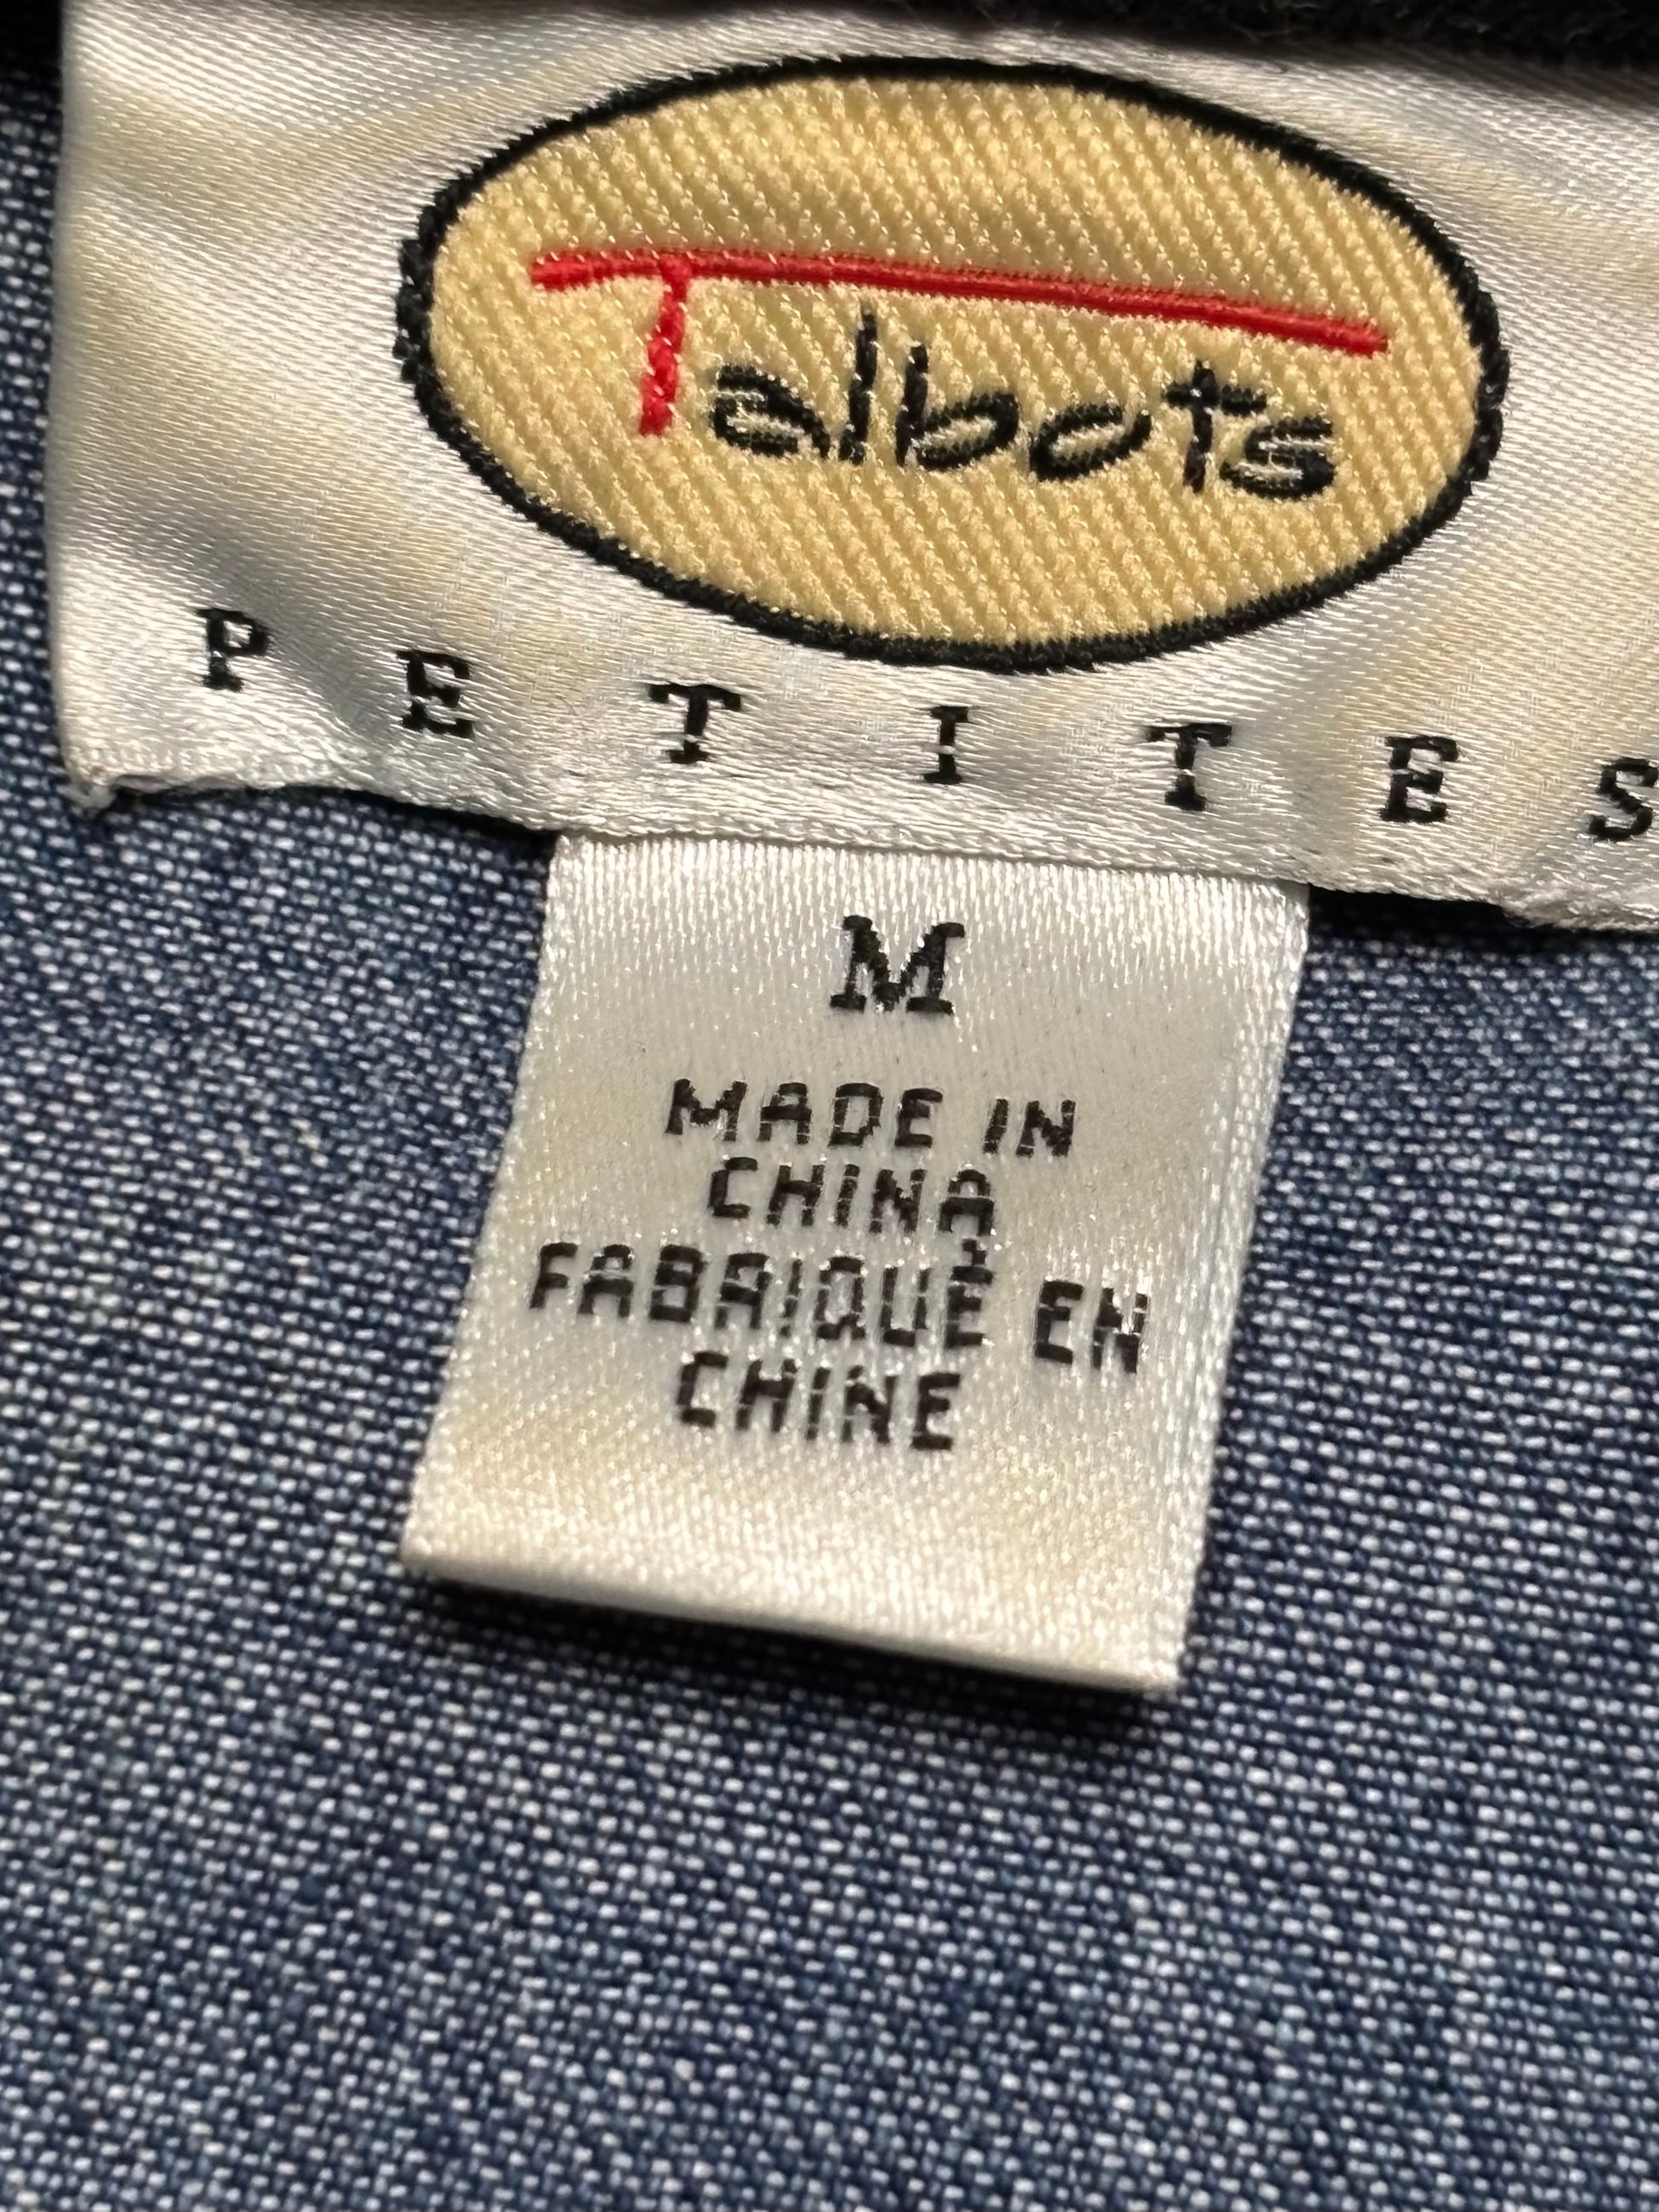 Talbots
PETITES
M
MADE IN
CHINA
FABRIQUÉ EN
CHINE